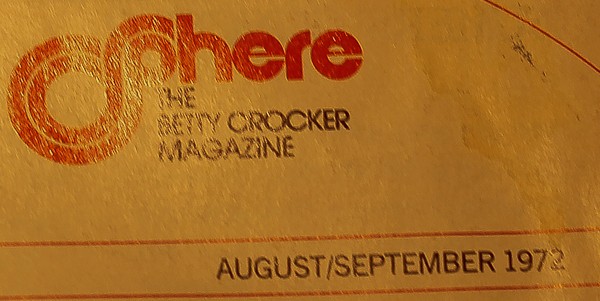 Sphere
THE
BETTY CROCKER
MAGAZINE
AUGUST/SEPTEMBER 1972